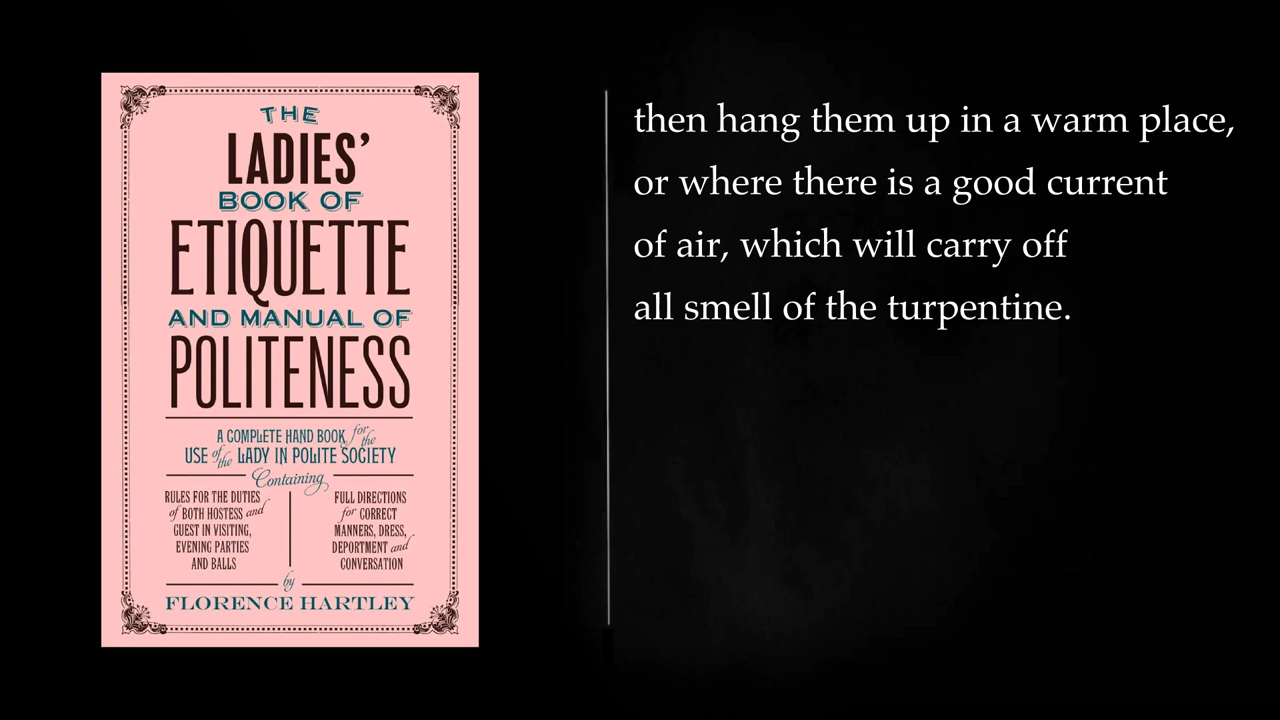 THE
LADIES'
BOOK OF
ETIQUETTE
AND MANUAL OF
POLITENESS
A COMPLETE HAND BOOK for the
USE of the LADY IN POLITE SOCIETY
Containing
RULES FOR THE DUTIES
of BOTH HOSTESS and
GUEST IN VISITING,
EVENING PARTIES
AND BALLS
FULL DIRECTIONS
for CORRECT
MANNERS, DRESS,
DEPORTMENT and
CONVERSATION
by
FLORENCE HARTLEY
then hang them up in a warm place,
or where there is a good current
of air, which will carry off
all smell of the turpentine.